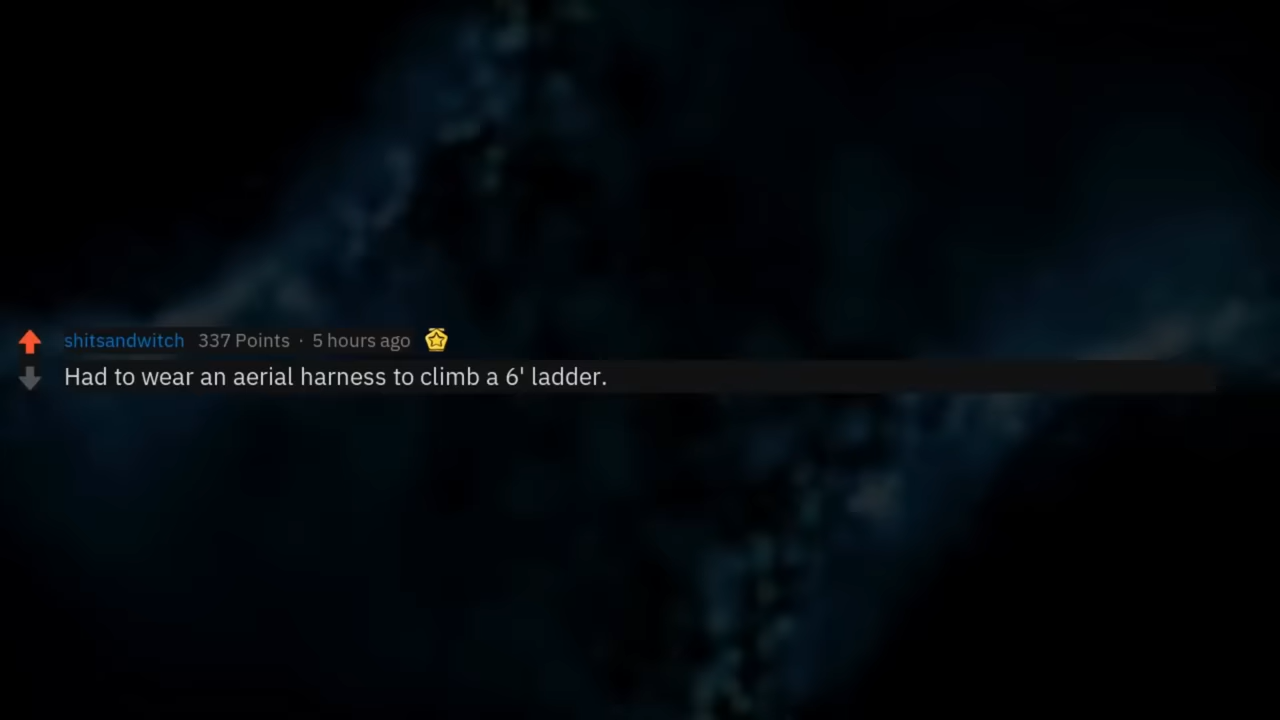 shitsandwitch 337 Points · 5 hours ago
Had to wear an aerial harness to climb a 6' ladder.